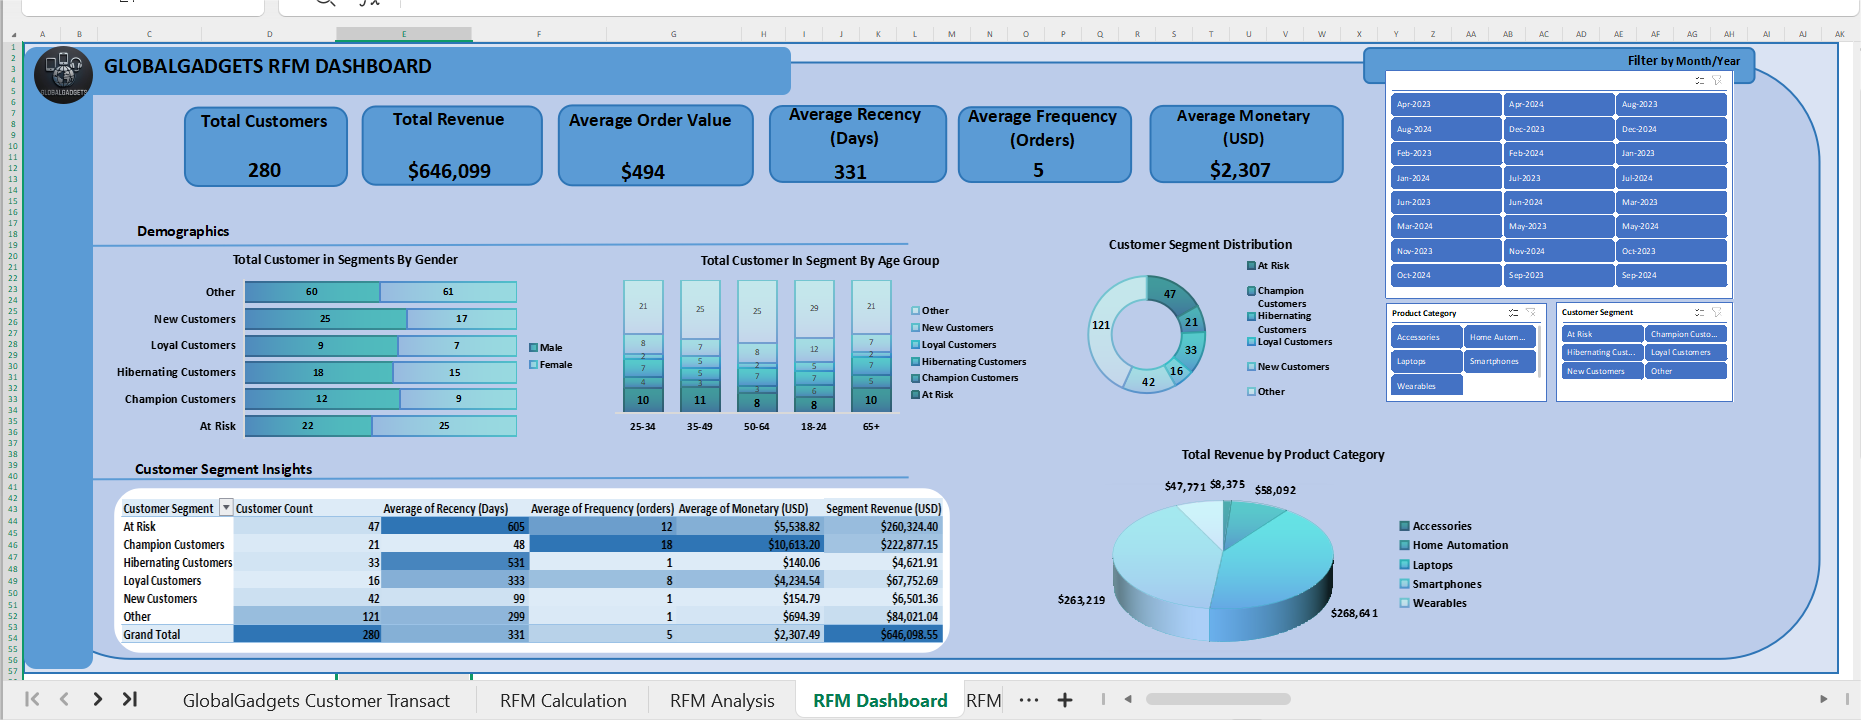 A B C D E F G H I J K L M N O P Q R S T U V W X Y Z AA AB AC AD AE AF AG AH AI AJ AK
GLOBALGADGETS
GLOBALGADGETS RFM DASHBOARD
Filter by Month/Year
Total Customers
280
Total Revenue
$646,099
Average Order Value
$494
Average Recency
(Days)
331
Average Frequency
(Orders)
5
Average Monetary
(USD)
$2,307
Apr-2023 Apr-2024 Aug-2023
Aug-2024 Dec-2023 Dec-2024
Feb-2023 Feb-2024 Jan-2023
Jan-2024 Jul-2023 Jul-2024
Jun-2023 Jun-2024 Mar-2023
Mar-2024 May-2023 May-2024
Nov-2023 Nov-2024 Oct-2023
Oct-2024 Sep-2023 Sep-2024
Product Category
Accessories Home Autom...
Laptops Smartphones
Wearables
Customer Segment
At Risk Champion Custo...
Hibernating Cust... Loyal Customers
New Customers Other
Demographics
Total Customer in Segments By Gender
Other 60 61
New Customers 25 17
Loyal Customers 9 7
Hibernating Customers 18 15
Champion Customers 12 9
At Risk 22 25
Male
Female
Total Customer In Segment By Age Group
21 25 25 29 21
8 7 8 12 7
2 5 2 5 2
7 5 7 7 7
4 3 3 6 5
10 11 8 8 10
25-34 35-49 50-64 18-24 65+
Other
New Customers
Loyal Customers
Hibernating Customers
Champion Customers
At Risk
Customer Segment Distribution
47
21
33
16
42
121
At Risk
Champion
Customers
Hibernating
Customers
Loyal Customers
New Customers
Other
Customer Segment Insights
Customer Segment Customer Count Average of Recency (Days) Average of Frequency (orders) Average of Monetary (USD) Segment Revenue (USD)
At Risk 47 605 12 $5,538.82 $260,324.40
Champion Customers 21 48 18 $10,613.20 $222,877.15
Hibernating Customers 33 531 1 $140.06 $4,621.91
Loyal Customers 16 333 8 $4,234.54 $67,752.69
New Customers 42 99 1 $154.79 $6,501.36
Other 121 299 1 $694.39 $84,021.04
Grand Total 280 331 5 $2,307.49 $646,098.55
Total Revenue by Product Category
$47,771 $8,375 $58,092
$263,219
$268,641
Accessories
Home Automation
Laptops
Smartphones
Wearables
GlobalGadgets Customer Transact RFM Calculation RFM Analysis RFM Dashboard RFM